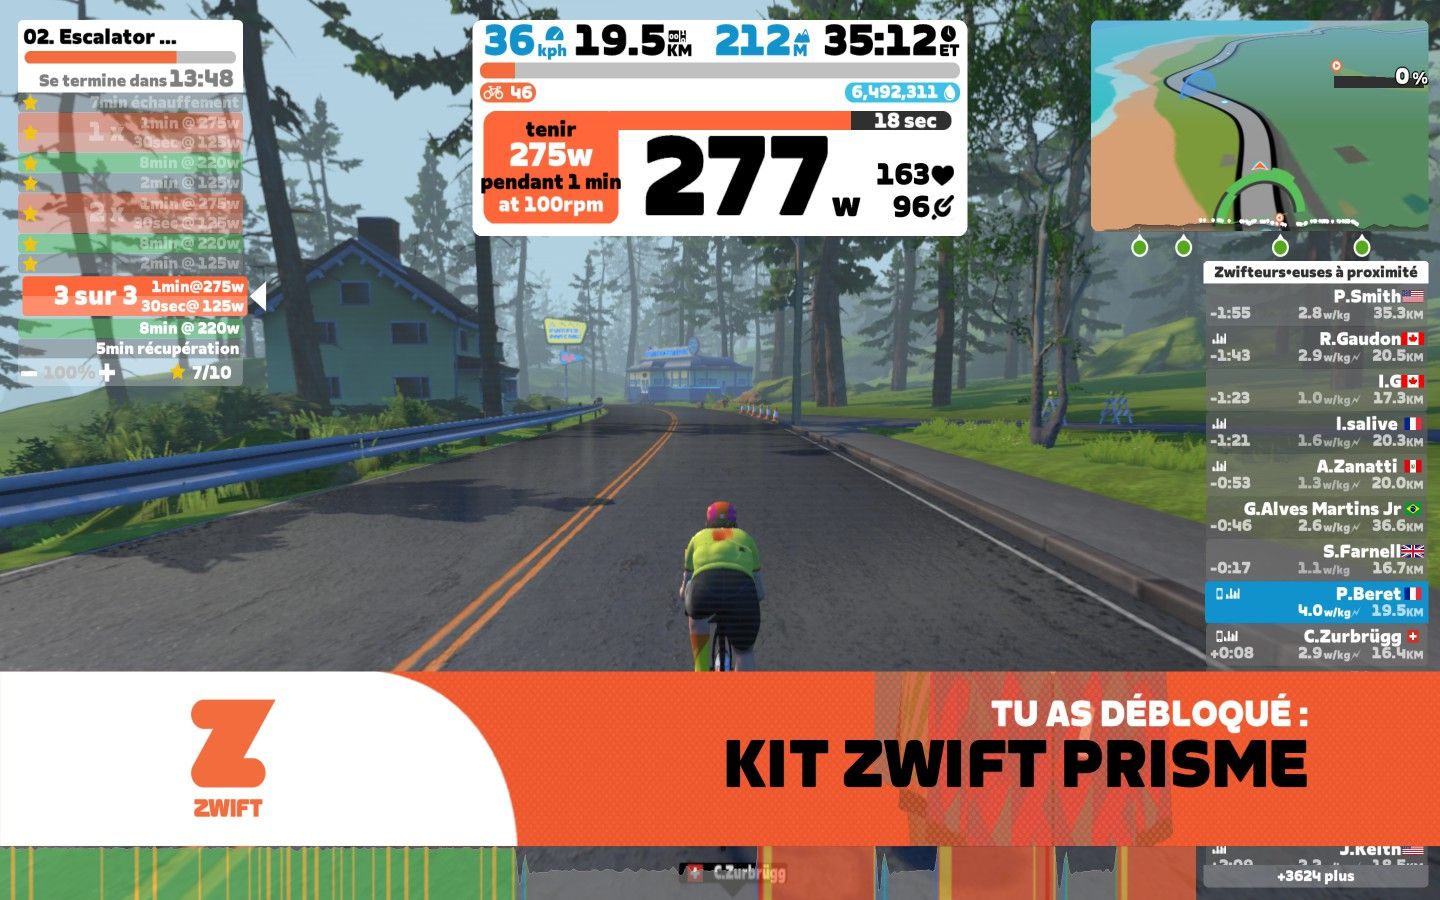 02. Escalator ...
Se termine dans 13:48
7min échauffement
1 x 1min @ 275w
30sec @ 125w
8min @ 220w
2min @ 125w
2 x 1min @ 275w
30sec @ 125w
8min @ 220w
2min @ 125w
3 sur 3 1min@275w
30sec@ 125w
8min @ 220w
5min récupération
100% 7/10
36 kph 19.5 KM 212 M 35:12 ET
46 6,492,311
18 sec
tenir
275w
pendant 1 min
at 100rpm
277 w
163
96
0 %
Zwifteurs•euses à proximité
P.Smith
-1:55 2.8w/kg 35.3KM
R.Gaudon
-1:43 2.9w/kg 20.5KM
I.G
-1:23 1.0w/kg 17.3KM
I.salive
-1:21 1.6w/kg 20.3KM
A.Zanatti
-0:53 1.3w/kg 20.0KM
G.Alves Martins Jr
-0:46 2.6w/kg 36.6KM
S.Farnell
-0:17 1.1w/kg 16.7KM
P.Beret
4.0w/kg 19.5KM
C.Zurbrügg
+0:08 2.9w/kg 16.4KM
ZWIFT
TU AS DÉBLOQUÉ :
KIT ZWIFT PRISME
C.Zurbrügg
J.Keith
+3624 plus